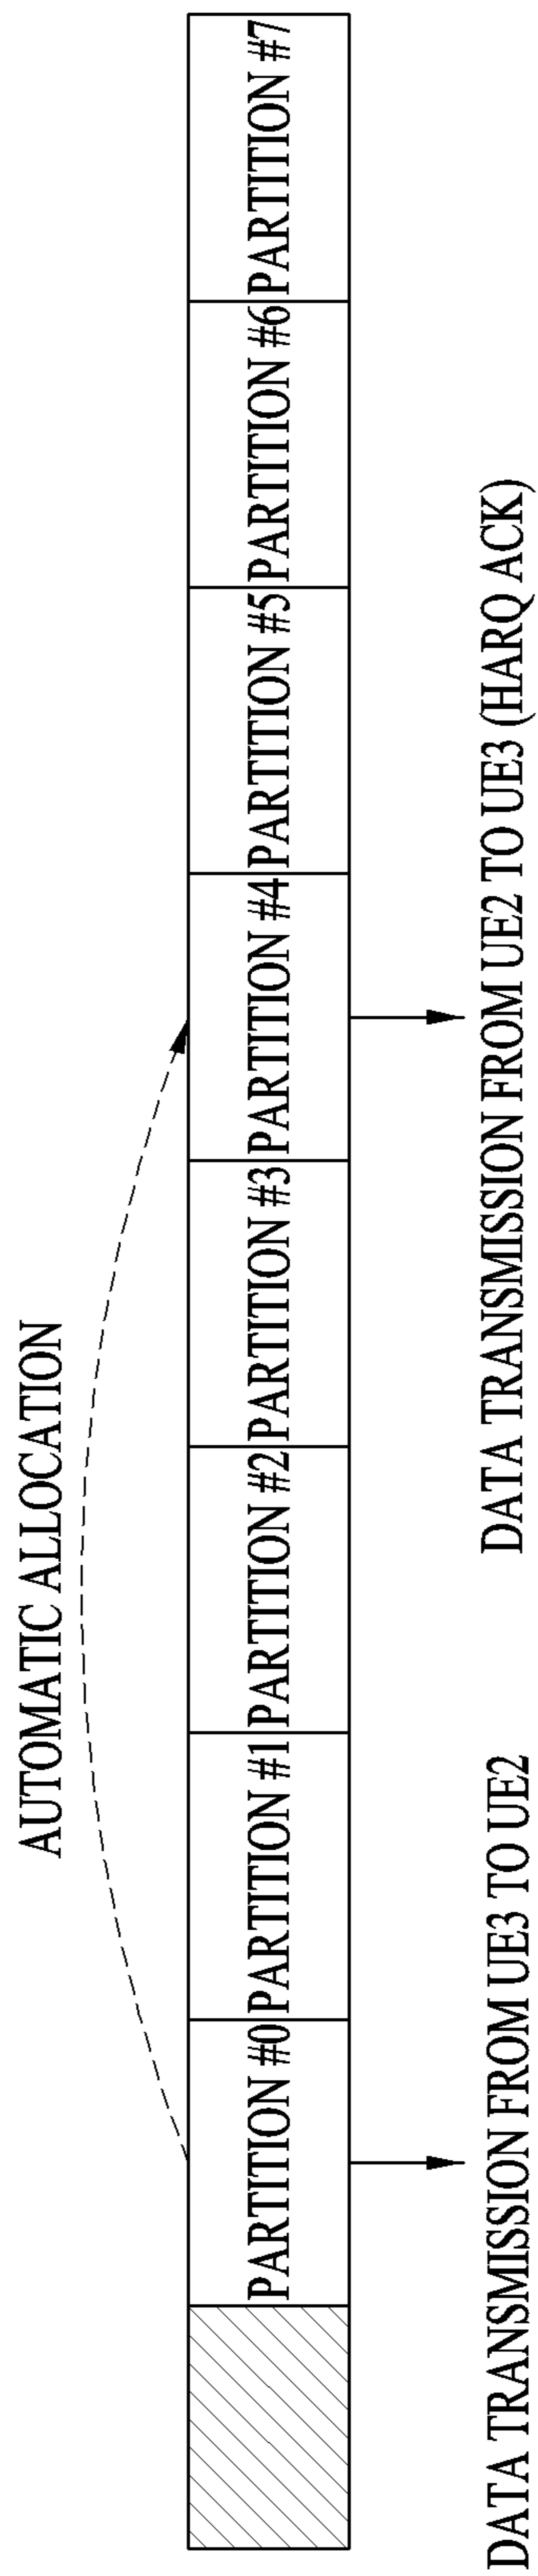 AUTOMATIC ALLOCATION
PARTITION #0
PARTITION #1
PARTITION #2
PARTITION #3
PARTITION #4
PARTITION #5
PARTITION #6
PARTITION #7
DATA TRANSMISSION FROM UE3 TO UE2
DATA TRANSMISSION FROM UE2 TO UE3 (HARQ ACK)